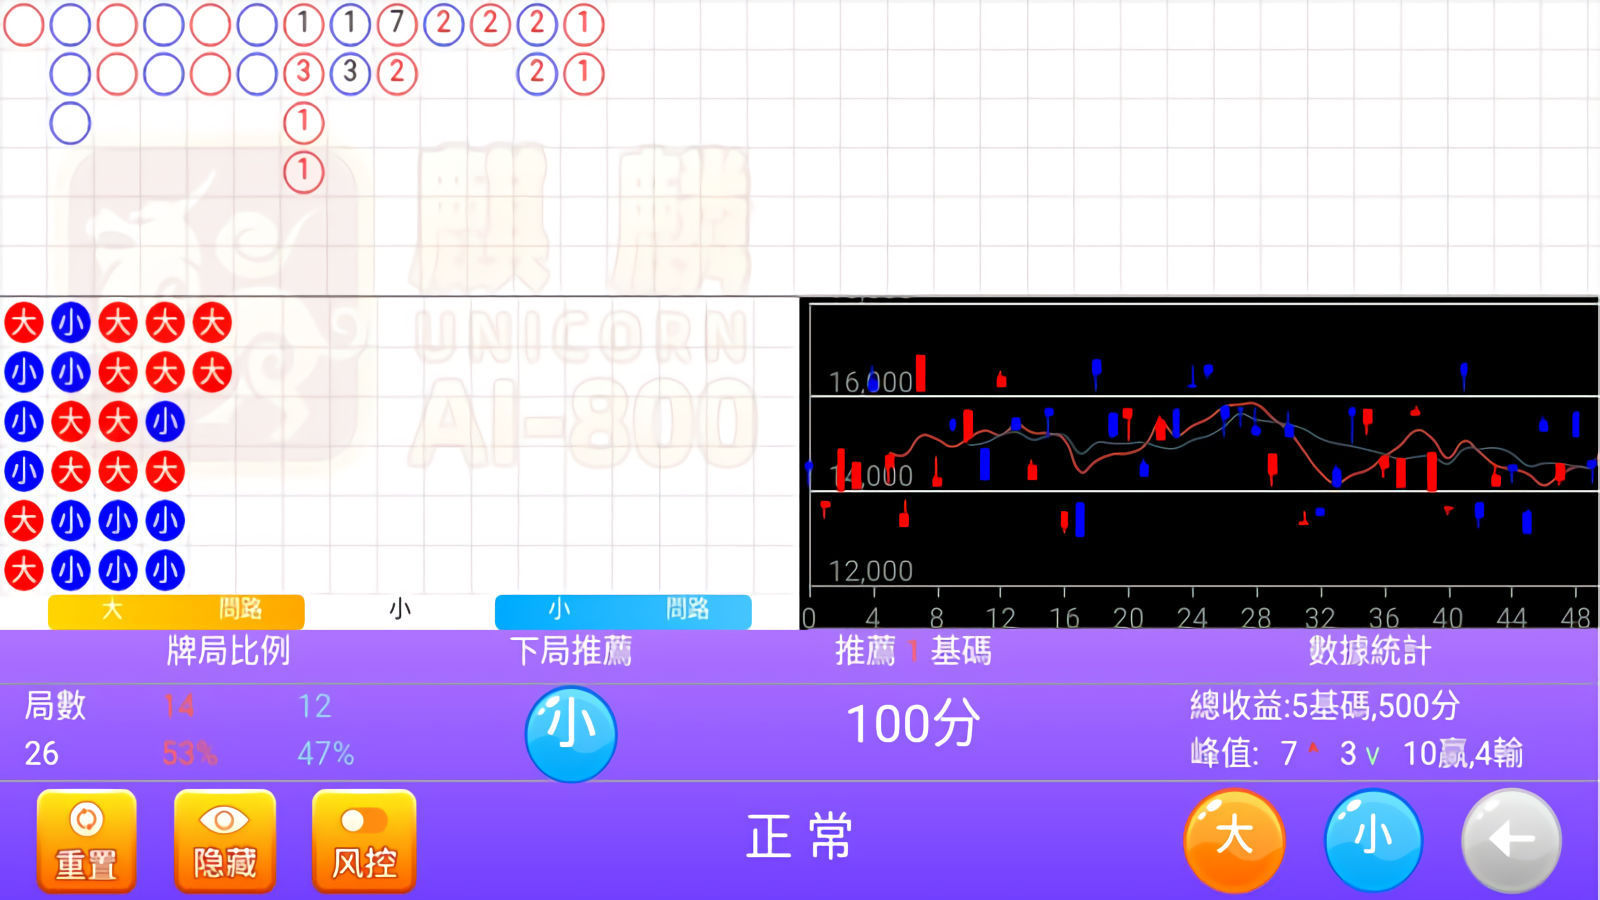 1 1 7 2 2 2 1
3 3 2 2 1
1
1
麒麟
UNICORN
AI-800
大 小 大 大 大
小 小 大 大 大
小 大 大 小
小 大 大 大
大 小 小 小
大 小 小 小
16,000
14,000
12,000
0 4 8 12 16 20 24 28 32 36 40 44 48
大 問路 小 小 問路
牌局比例 下局推薦 推薦 1 基碼 數據統計
局數 14 12
26 53% 47%
小
100分
總收益:5基碼,500分
峰值: 7 3 10贏,4輸
重置 隐藏 风控
正常
大 小